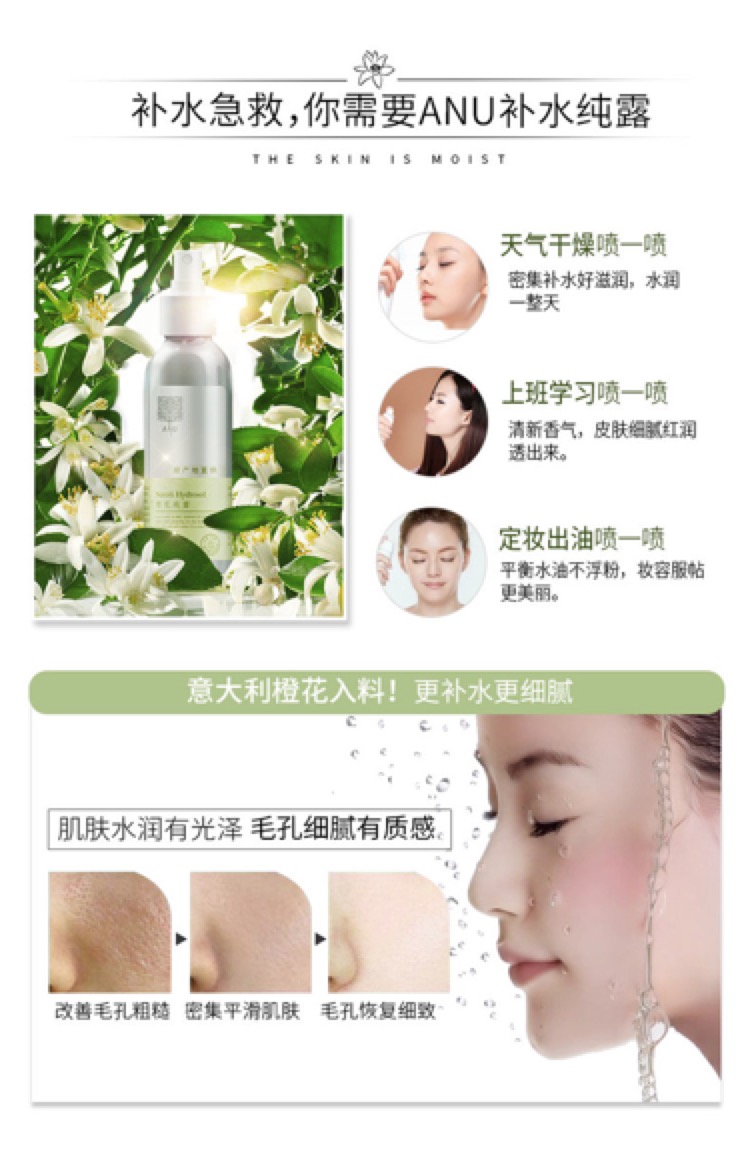 补水急救,你需要ANU补水纯露
THE SKIN IS MOIST
天气干燥喷一喷
密集补水好滋润，水润
一整天
ANU
Neroli Hydrosol
上班学习喷一喷
清新香气，皮肤细腻红润
透出来。
定妆出油喷一喷
平衡水油不浮粉，妆容服帖
更美丽。
意大利橙花入料！更补水更细腻
肌肤水润有光泽 毛孔细腻有质感
改善毛孔粗糙 密集平滑肌肤 毛孔恢复细致